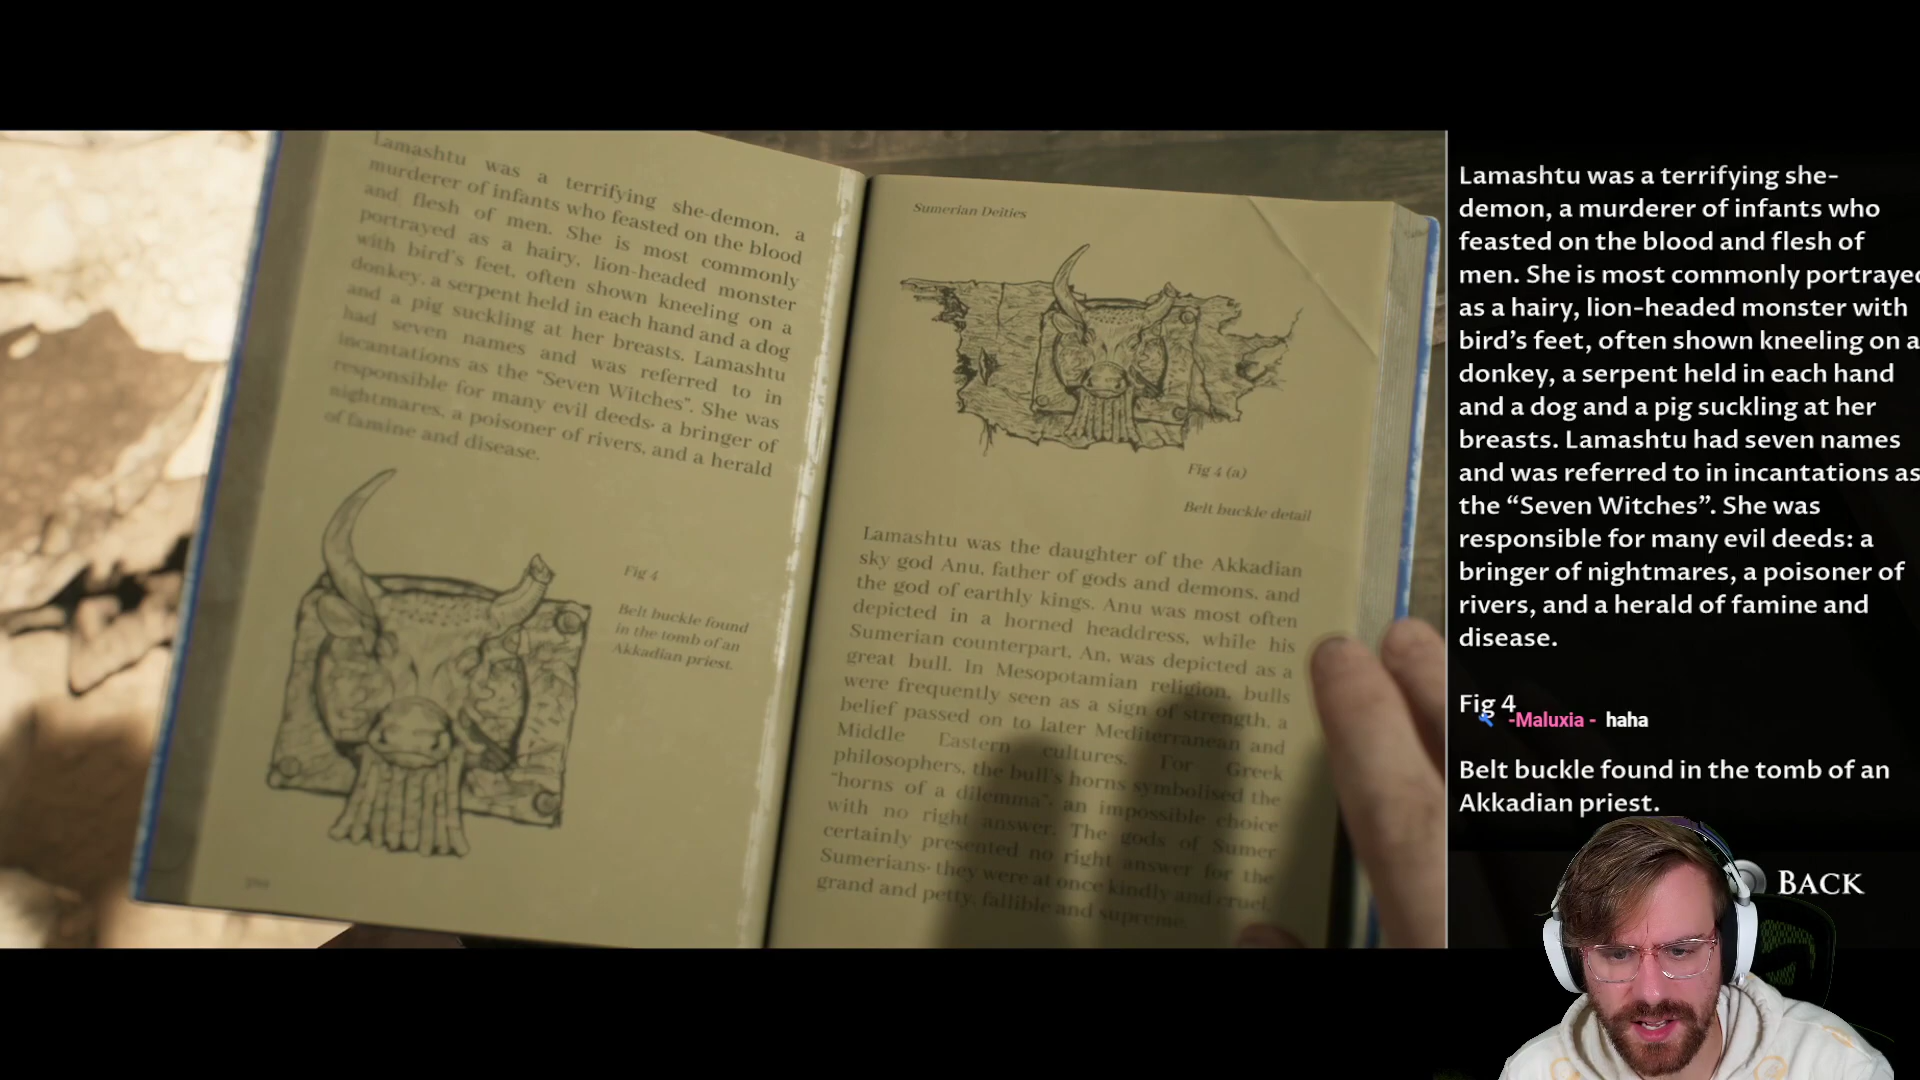 Lamashtu was a terrifying she-demon, a
murderer of infants who feasted on the blood
and flesh of men. She is most commonly
portrayed as a hairy, lion-headed monster
with bird's feet, often shown kneeling on a
donkey, a serpent held in each hand and a dog
and a pig suckling at her breasts. Lamashtu
had seven names and was referred to in
incantations as the "Seven Witches". She was
responsible for many evil deeds: a bringer of
nightmares, a poisoner of rivers, and a herald
of famine and disease.
Fig 4
Belt buckle found
in the tomb of an
Akkadian priest.
Sumerian Deities
Fig 4 (a)
Belt buckle detail
Lamashtu was the daughter of the Akkadian
sky god Anu, father of gods and demons, and
the god of earthly kings. Anu was most often
depicted in a horned headdress, while his
Sumerian counterpart, An, was depicted as a
great bull. In Mesopotamian religion, bulls
were frequently seen as a sign of strength, a
belief passed on to later Mediterranean and
Middle Eastern cultures. For Greek
philosophers, the bull's horns symbolised the
"horns of a dilemma", an impossible choice
with no right answer. The gods of Sumer
certainly presented no right answer for the
Sumerians: they were at once kindly and cruel,
grand and petty, fallible and supreme.
Lamashtu was a terrifying she-
demon, a murderer of infants who
feasted on the blood and flesh of
men. She is most commonly portrayed
as a hairy, lion-headed monster with
bird’s feet, often shown kneeling on a
donkey, a serpent held in each hand
and a dog and a pig suckling at her
breasts. Lamashtu had seven names
and was referred to in incantations as
the “Seven Witches”. She was
responsible for many evil deeds: a
bringer of nightmares, a poisoner of
rivers, and a herald of famine and
disease.
Fig 4
-Maluxia - haha
Belt buckle found in the tomb of an
Akkadian priest.
BACK